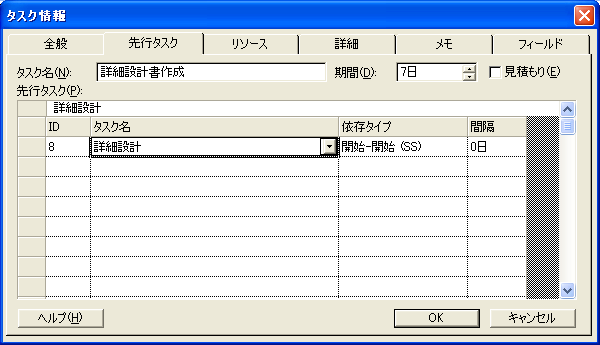 タスク情報
全般 先行タスク リソース 詳細 メモ フィールド
タスク名(N): 詳細設計書作成 期間(D): 7日 見積もり(E)
先行タスク(P):
詳細設計
ID タスク名 依存タイプ 間隔
8 詳細設計 開始-開始 (SS) 0日
ヘルプ(H) OK キャンセル